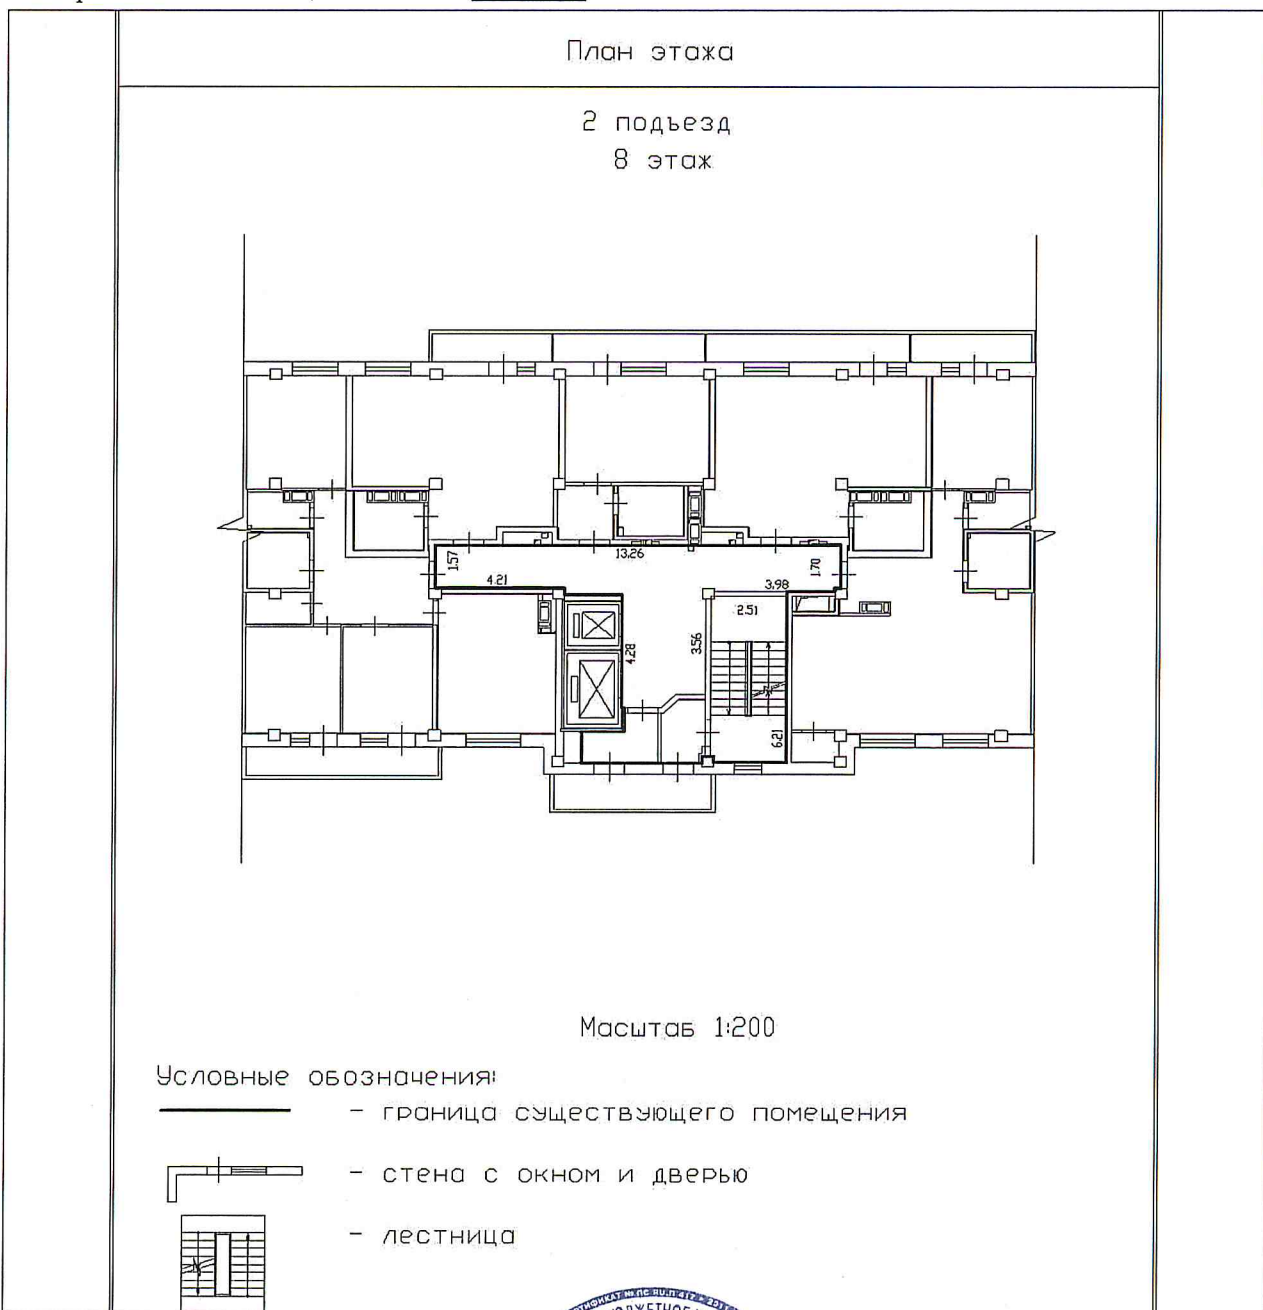 План этажа
2 подъезд
8 этаж
13,26
1.57
4.21
1.70
3,98
2.51
4.28
3.56
6.21
Масштаб 1:200
Условные обозначения:
- граница существующего помещения
- стена с окном и дверью
- лестница